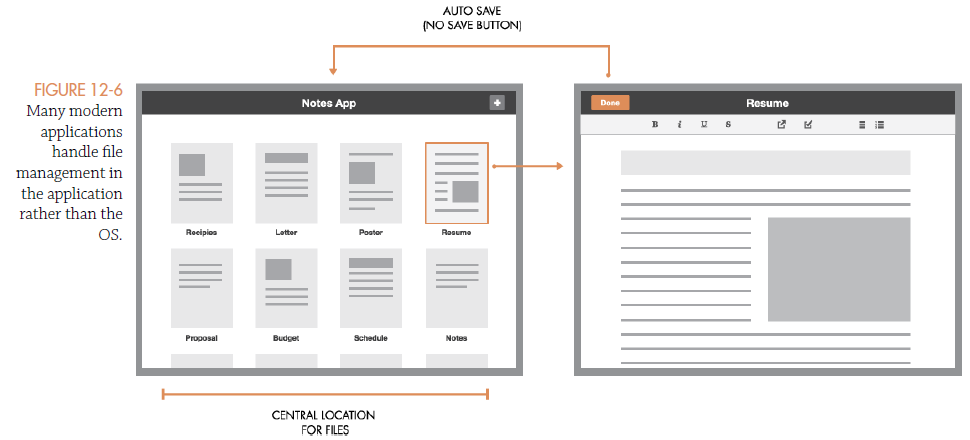 AUTO SAVE
(NO SAVE BUTTON)
FIGURE 12-6
Many modern
applications
handle file
management in
the application
rather than the
OS.
Notes App
+
Recipies
Letter
Poster
Resume
Proposal
Budget
Schedule
Notes
CENTRAL LOCATION
FOR FILES
Done
Resume
B i U S